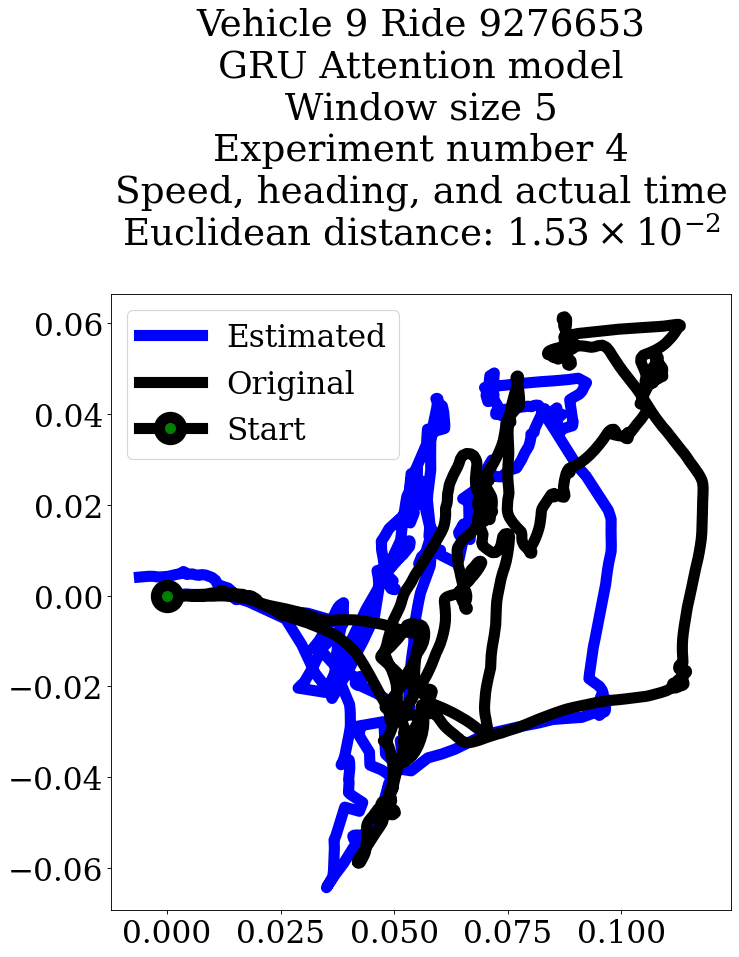 Vehicle 9 Ride 9276653
GRU Attention model
Window size 5
Experiment number 4
Speed, heading, and actual time
Euclidean distance: 1.53 × 10⁻²
Estimated
Original
Start
0.06
0.04
0.02
0.00
−0.02
−0.04
−0.06
0.000 0.025 0.050 0.075 0.100